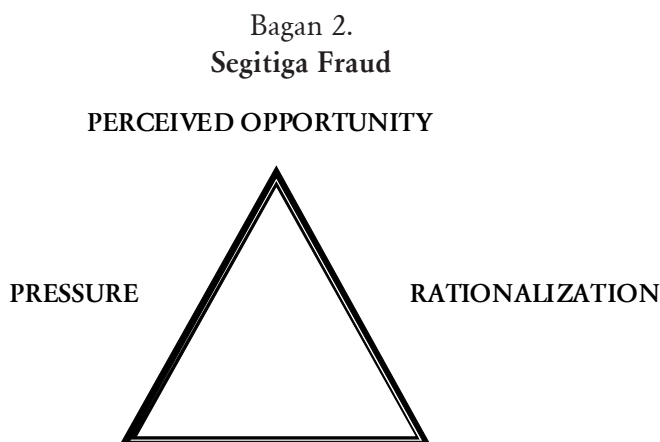 Bagan 2.
Segitiga Fraud
PERCEIVED OPPORTUNITY
PRESSURE
RATIONALIZATION